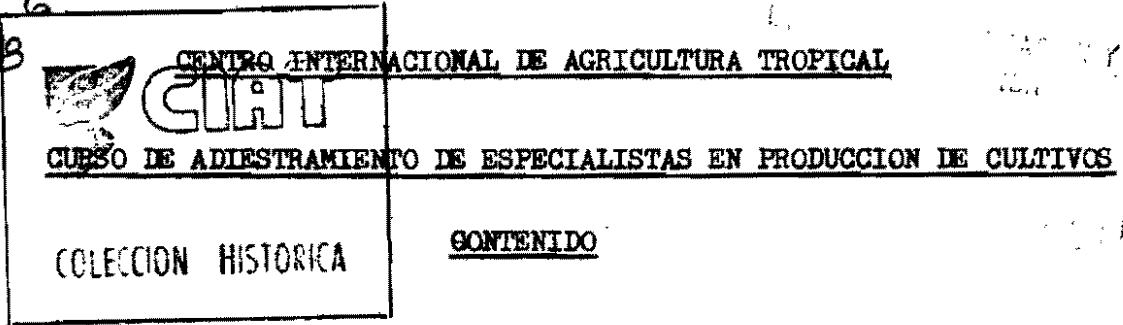 CENTRO INTERNACIONAL DE AGRICULTURA TROPICAL
CIAT
CURSO DE ADIESTRAMIENTO DE ESPECIALISTAS EN PRODUCCION DE CULTIVOS
CONTENIDO
COLECCION HISTORICA